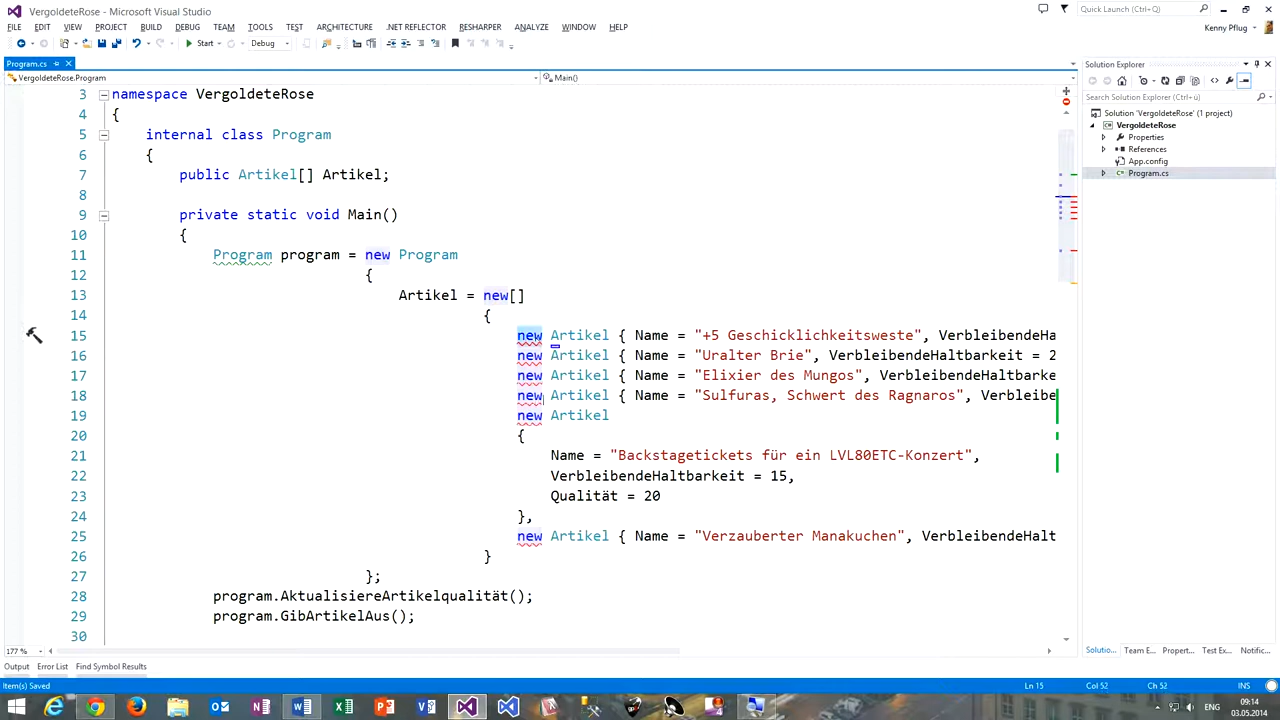 VergoldeteRose - Microsoft Visual Studio
Quick Launch (Ctrl+Q)
FILE EDIT VIEW PROJECT BUILD DEBUG TEAM TOOLS TEST ARCHITECTURE .NET REFLECTOR RESHARPER ANALYZE WINDOW HELP
Kenny Pflug
Start Debug
Program.cs
Solution Explorer
VergoldeteRose.Program Main()
Search Solution Explorer (Ctrl+ü)
Solution 'VergoldeteRose' (1 project)
VergoldeteRose
Properties
References
App.config
Program.cs
3 namespace VergoldeteRose
4 {
5 internal class Program
6 {
7 public Artikel[] Artikel;
8
9 private static void Main()
10 {
11 Program program = new Program
12 {
13 Artikel = new[]
14 {
15 new Artikel { Name = "+5 Geschicklichkeitsweste", VerbleibendeHa
16 new Artikel { Name = "Uralter Brie", VerbleibendeHaltbarkeit = 2
17 new Artikel { Name = "Elixier des Mungos", VerbleibendeHaltbarke
18 new Artikel { Name = "Sulfuras, Schwert des Ragnaros", Verbleibe
19 new Artikel
20 {
21 Name = "Backstagetickets für ein LVL80ETC-Konzert",
22 VerbleibendeHaltbarkeit = 15,
23 Qualität = 20
24 },
25 new Artikel { Name = "Verzauberter Manakuchen", VerbleibendeHalt
26 }
27 };
28 program.AktualisiereArtikelqualität();
29 program.GibArtikelAus();
30
177 %
Solutio... Team E... Propert... Test Ex... Notific...
Output Error List Find Symbol Results
Item(s) Saved Ln 15 Col 52 Ch 52 INS
ENG
09:14
03.05.2014